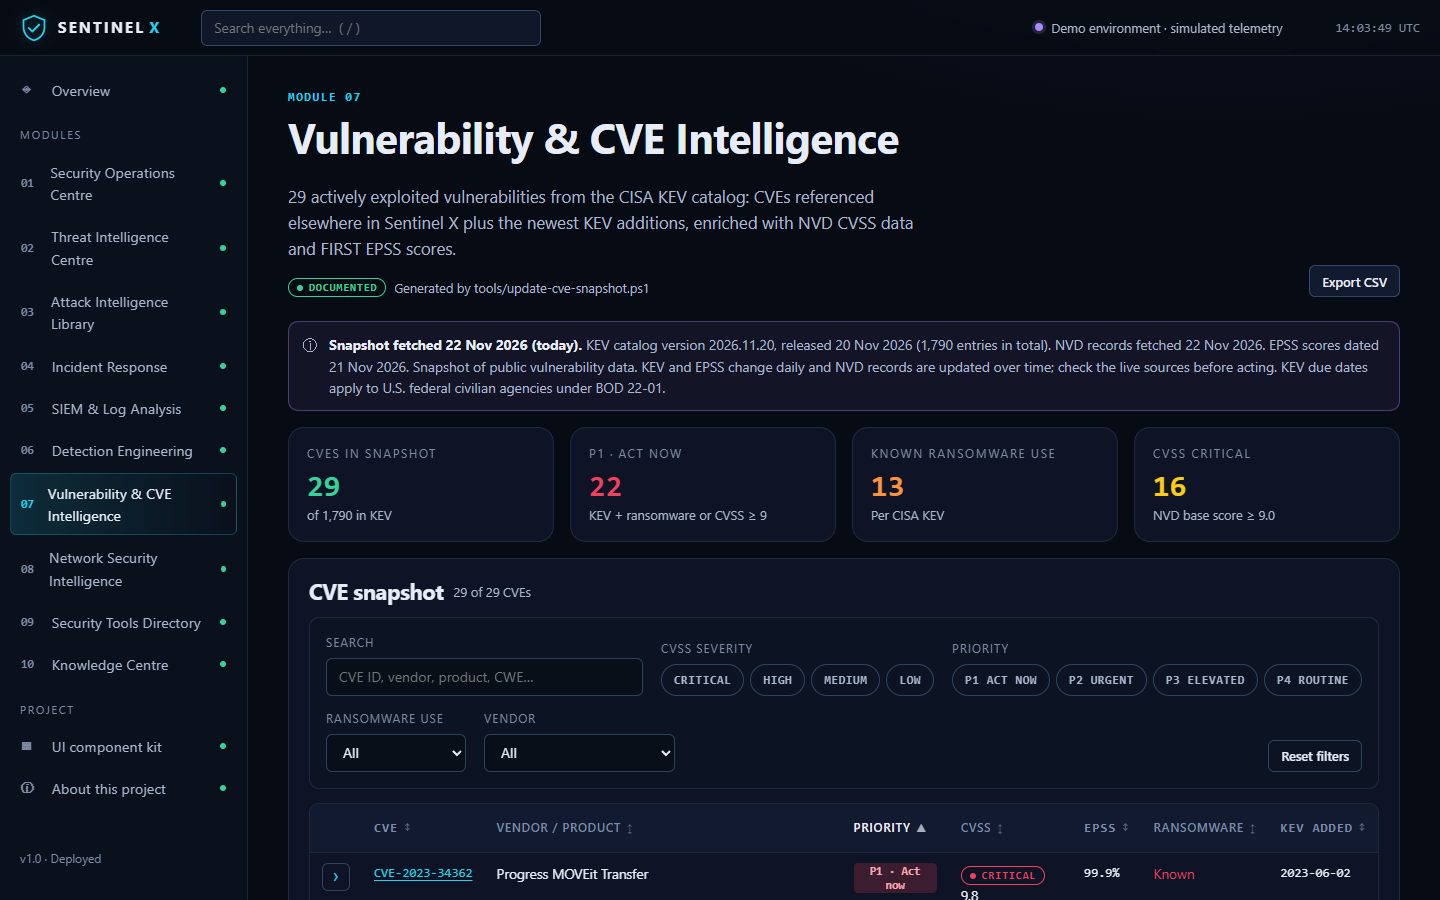 SENTINEL X
Search everything... ( / )
Demo environment · simulated telemetry
14:03:49 UTC
Overview
MODULES
01 Security Operations
Centre
02 Threat Intelligence
Centre
03 Attack Intelligence
Library
04 Incident Response
05 SIEM & Log Analysis
06 Detection Engineering
07 Vulnerability & CVE
Intelligence
08 Network Security
Intelligence
09 Security Tools Directory
10 Knowledge Centre
PROJECT
UI component kit
About this project
v1.0 · Deployed
MODULE 07
Vulnerability & CVE Intelligence
29 actively exploited vulnerabilities from the CISA KEV catalog: CVEs referenced
elsewhere in Sentinel X plus the newest KEV additions, enriched with NVD CVSS data
and FIRST EPSS scores.
DOCUMENTED Generated by tools/update-cve-snapshot.ps1
Export CSV
Snapshot fetched 22 Nov 2026 (today). KEV catalog version 2026.11.20, released 20 Nov 2026 (1,790 entries in total). NVD records fetched 22 Nov 2026. EPSS scores dated
21 Nov 2026. Snapshot of public vulnerability data. KEV and EPSS change daily and NVD records are updated over time; check the live sources before acting. KEV due dates
apply to U.S. federal civilian agencies under BOD 22-01.
CVES IN SNAPSHOT
29
of 1,790 in KEV
P1 · ACT NOW
22
KEV + ransomware or CVSS ≥ 9
KNOWN RANSOMWARE USE
13
Per CISA KEV
CVSS CRITICAL
16
NVD base score ≥ 9.0
CVE snapshot 29 of 29 CVEs
SEARCH
CVE ID, vendor, product, CWE...
CVSS SEVERITY
CRITICAL HIGH MEDIUM LOW
PRIORITY
P1 ACT NOW P2 URGENT P3 ELEVATED P4 ROUTINE
RANSOMWARE USE
All
VENDOR
All
Reset filters
CVE ↕ VENDOR / PRODUCT ↕ PRIORITY ▲ CVSS ↕ EPSS ↕ RANSOMWARE ↕ KEV ADDED ↕
CVE-2023-34362 Progress MOVEit Transfer P1 · Act
now CRITICAL
9.8 99.9% Known 2023-06-02